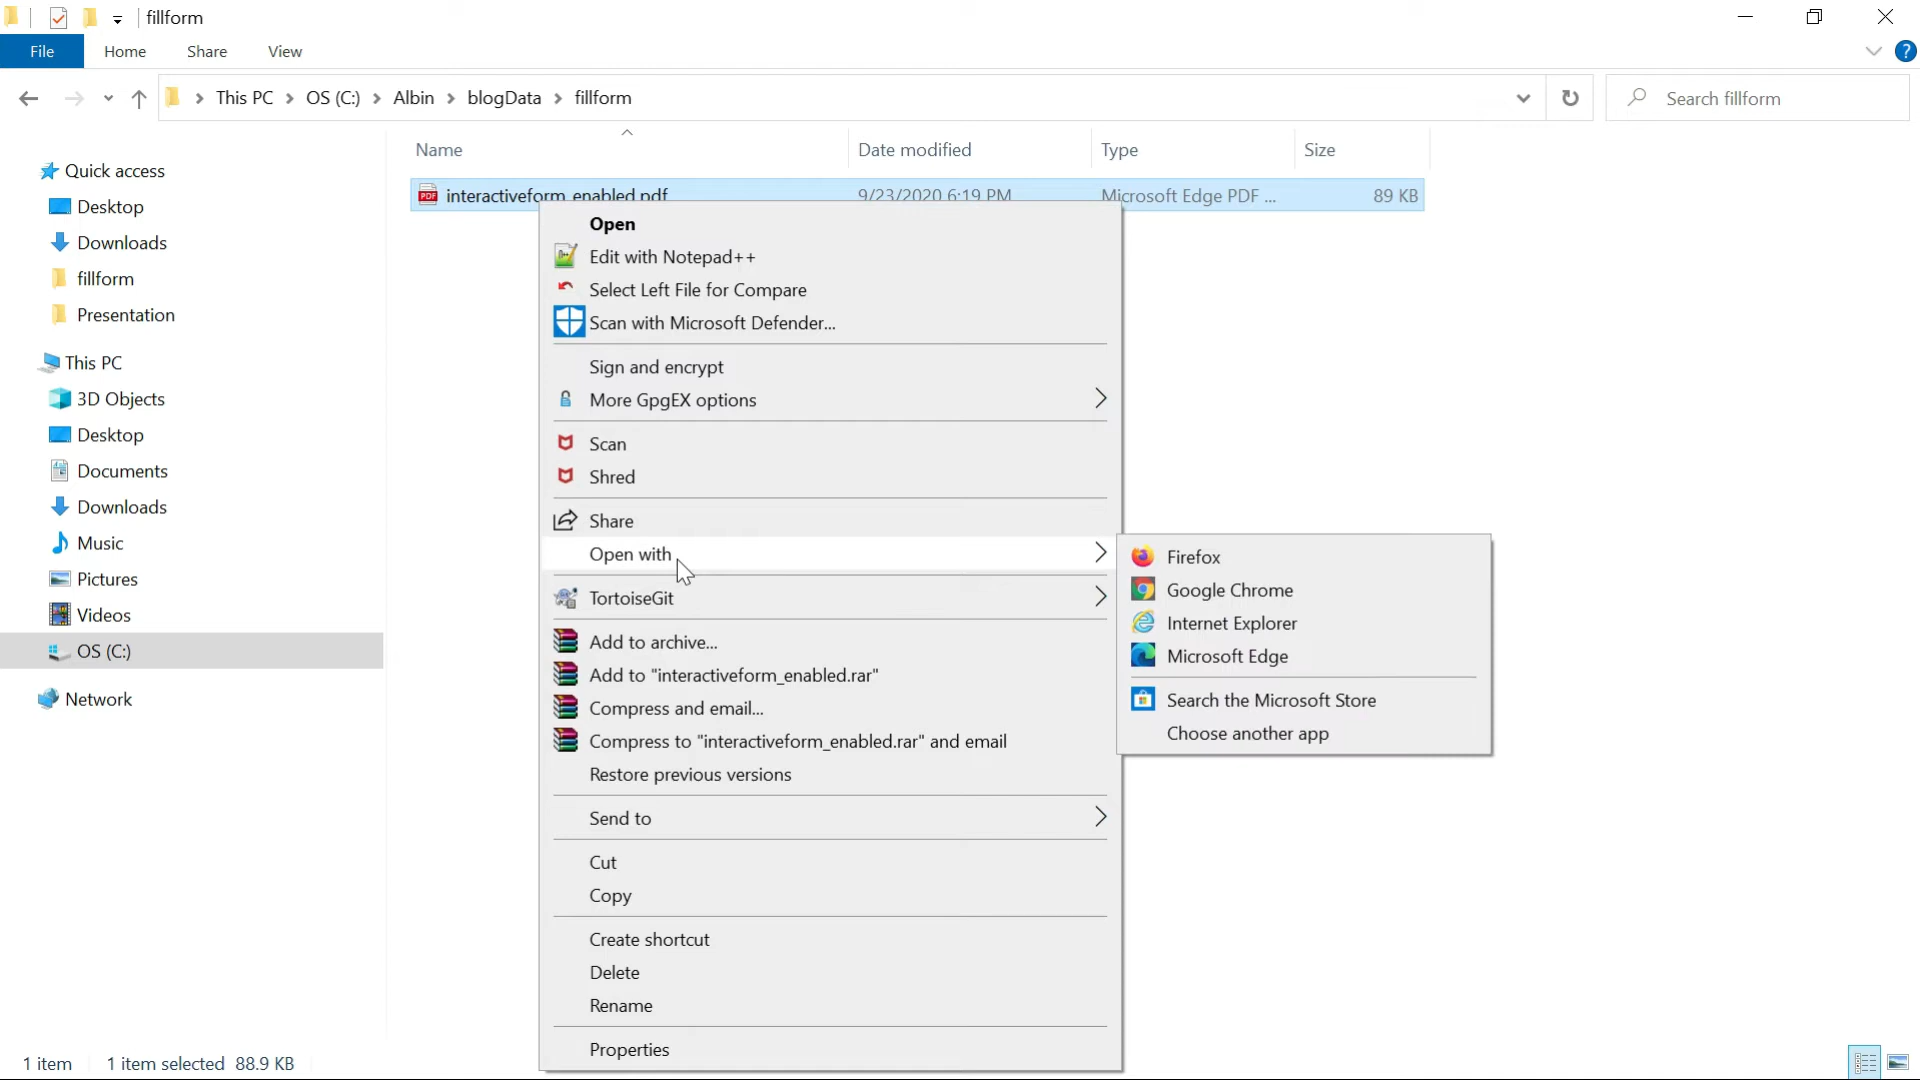 fillform
File Home Share View ?
This PC OS (C:) Albin blogData fillform Search fillform
Name Date modified Type Size
Quick access
Desktop
Downloads
fillform
Presentation
This PC
3D Objects
Desktop
Documents
Downloads
Music
Pictures
Videos
OS (C:)
Network
PDF interactiveform_enabled.pdf 9/23/2020 6:19 PM Microsoft Edge PDF ... 89 KB
Open
Edit with Notepad++
Select Left File for Compare
Scan with Microsoft Defender...
Sign and encrypt
More GpgEX options
Scan
Shred
Share
Open with
TortoiseGit
Add to archive...
Add to "interactiveform_enabled.rar"
Compress and email...
Compress to "interactiveform_enabled.rar" and email
Restore previous versions
Send to
Cut
Copy
Create shortcut
Delete
Rename
Properties
Firefox
Google Chrome
Internet Explorer
Microsoft Edge
Search the Microsoft Store
Choose another app
1 item 1 item selected 88.9 KB